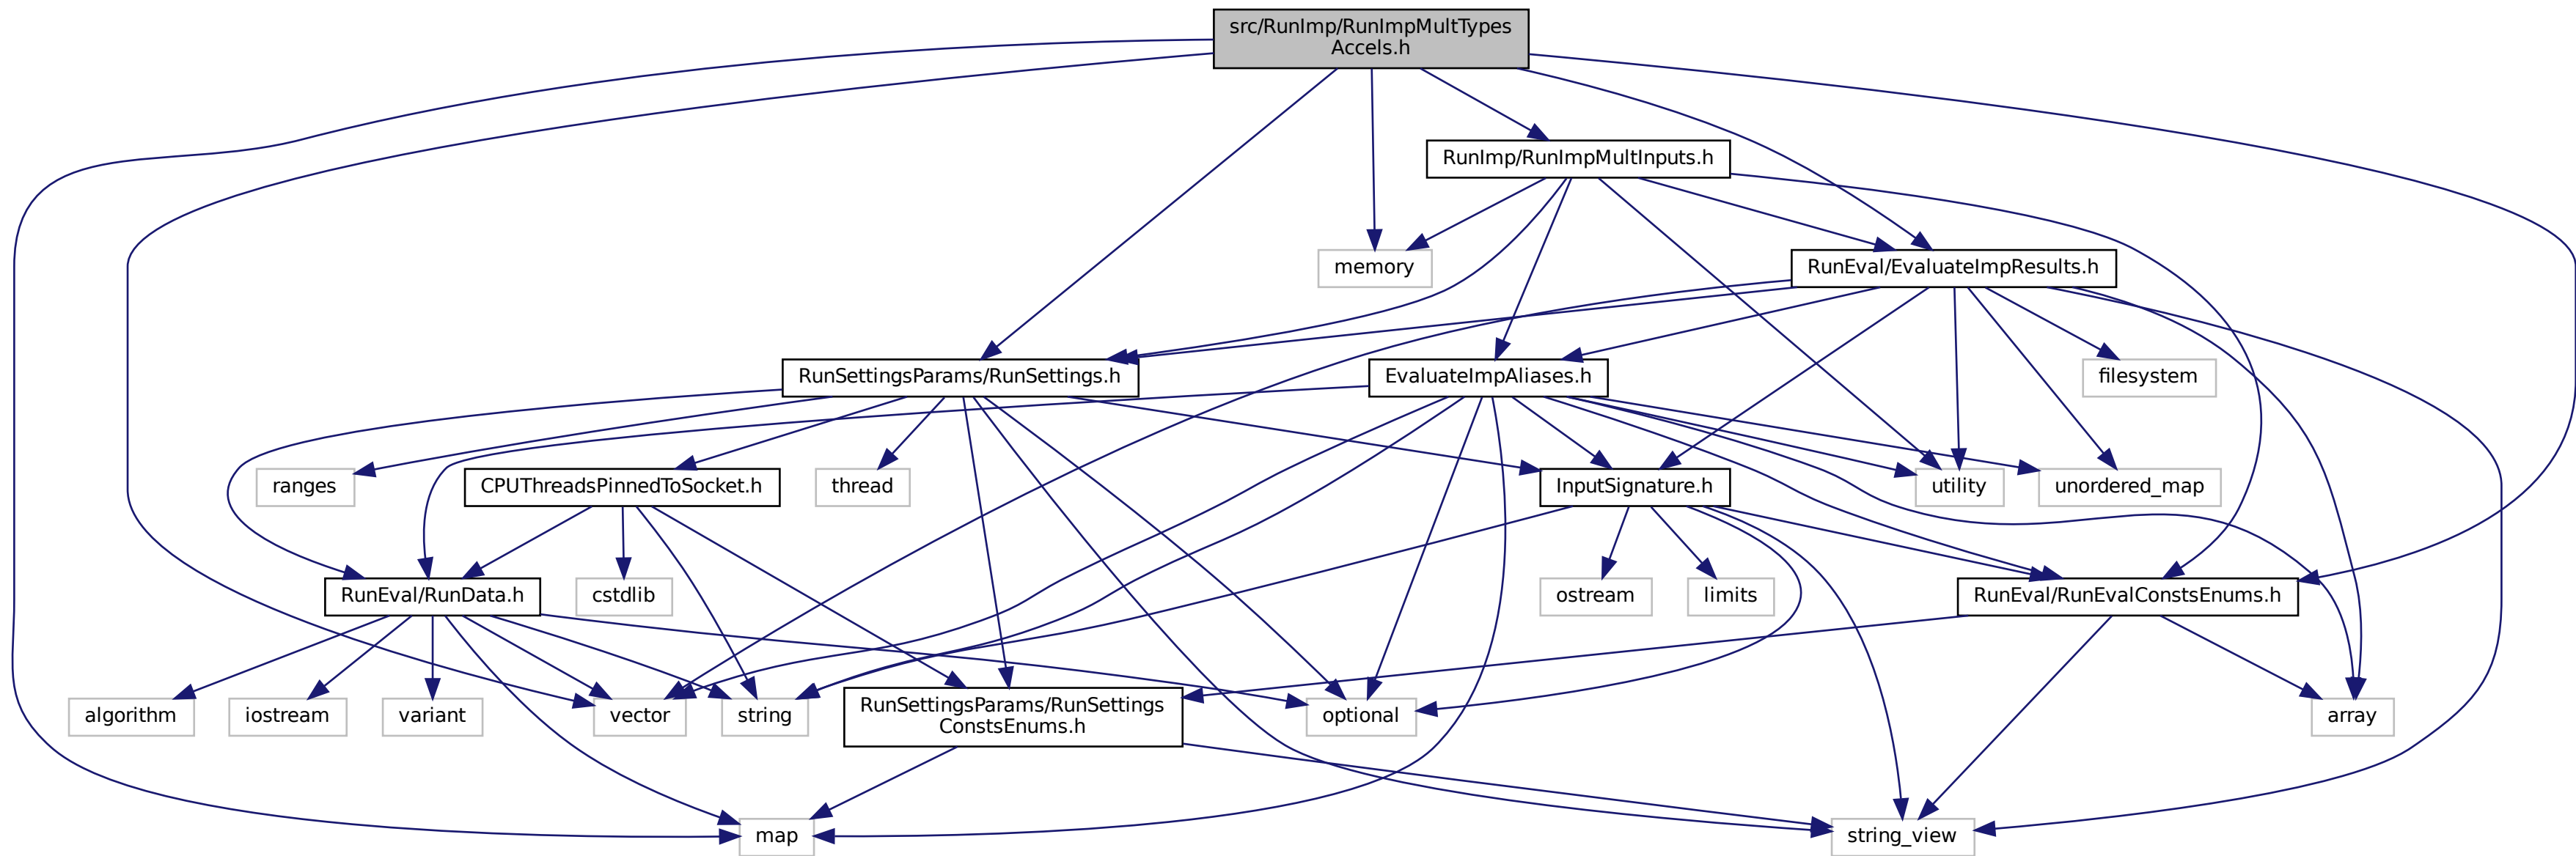 src/RunImp/RunImpMultTypes
Accels.h
RunImp/RunImpMultInputs.h
memory
RunEval/EvaluateImpResults.h
RunSettingsParams/RunSettings.h
EvaluateImpAliases.h
filesystem
ranges
CPUThreadsPinnedToSocket.h
thread
InputSignature.h
utility
unordered_map
RunEval/RunData.h
cstdlib
ostream
limits
RunEval/RunEvalConstsEnums.h
algorithm
iostream
variant
vector
string
RunSettingsParams/RunSettings
ConstsEnums.h
optional
array
map
string_view